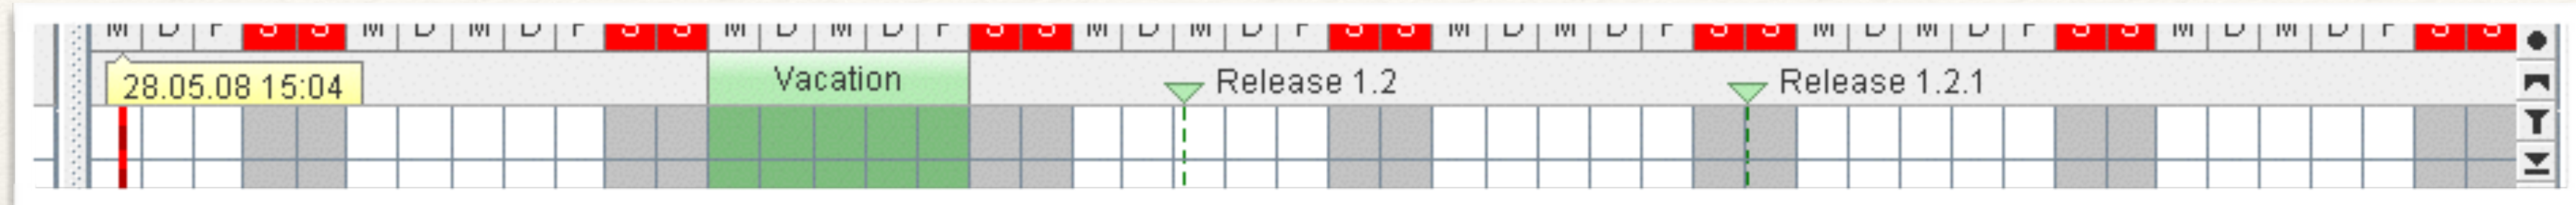 M D F S S M D M D F S S M D M D F S S M D M D F S S M D M D F S S M D M D F S S M D M D F S S
28.05.08 15:04 Vacation Release 1.2 Release 1.2.1